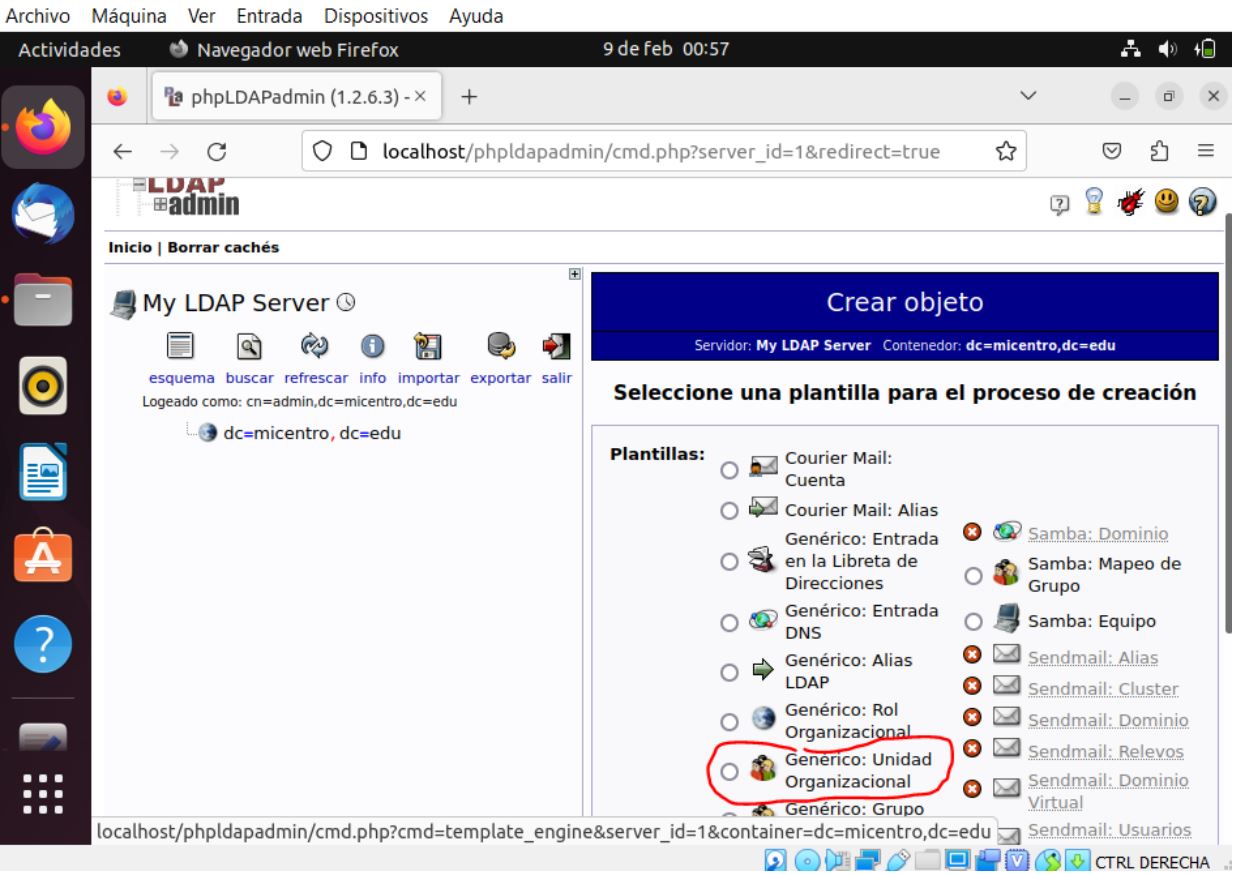 Archivo Máquina Ver Entrada Dispositivos Ayuda
Actividades Navegador web Firefox 9 de feb 00:57
phpLDAPadmin (1.2.6.3) - ×
localhost/phpldapadmin/cmd.php?server_id=1&redirect=true
LDAP
admin
Inicio | Borrar cachés
My LDAP Server
esquema buscar refrescar info importar exportar salir
Logeado como: cn=admin,dc=micentro,dc=edu
dc=micentro, dc=edu
Crear objeto
Servidor: My LDAP Server Contenedor: dc=micentro,dc=edu
Seleccione una plantilla para el proceso de creación
Plantillas:
Courier Mail:
Cuenta
Courier Mail: Alias
Genérico: Entrada
en la Libreta de
Direcciones
Genérico: Entrada
DNS
Genérico: Alias
LDAP
Genérico: Rol
Organizacional
Genérico: Unidad
Organizacional
Genérico: Grupo
Samba: Dominio
Samba: Mapeo de
Grupo
Samba: Equipo
Sendmail: Alias
Sendmail: Cluster
Sendmail: Dominio
Sendmail: Relevos
Sendmail: Dominio
Virtual
Sendmail: Usuarios
localhost/phpldapadmin/cmd.php?cmd=template_engine&server_id=1&container=dc=micentro,dc=edu
CTRL DERECHA